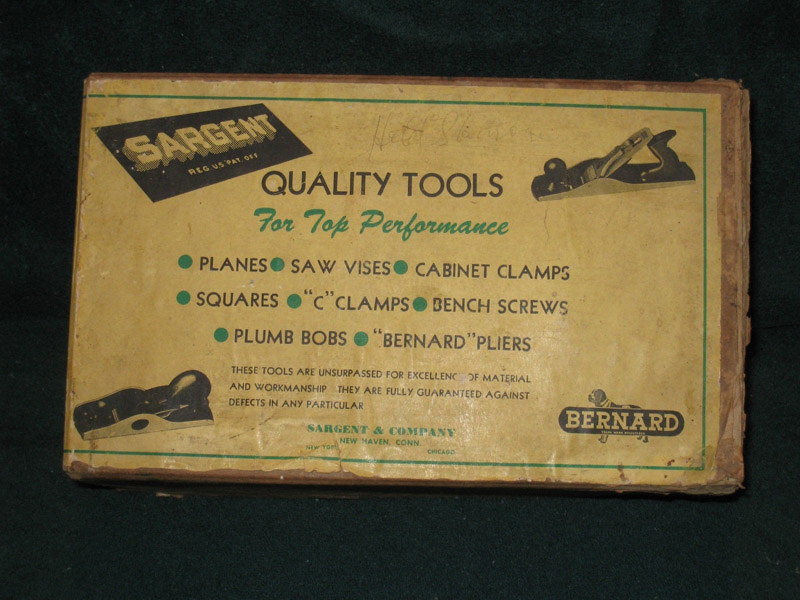 SARGENT
REG. U.S. PAT. OFF.
QUALITY TOOLS
For Top Performance
● PLANES ● SAW VISES ● CABINET CLAMPS
● SQUARES ● "C" CLAMPS ● BENCH SCREWS
● PLUMB BOBS ● "BERNARD" PLIERS
THESE TOOLS ARE UNSURPASSED FOR EXCELLENC OF MATERIAL
AND WORKMANSHIP THEY ARE FULLY GUARANTEED AGAINST
DEFECTS IN ANY PARTICULAR
BERNARD
SARGENT & COMPANY
NEW HAVEN, CONN.
NEW YORK CHICAGO